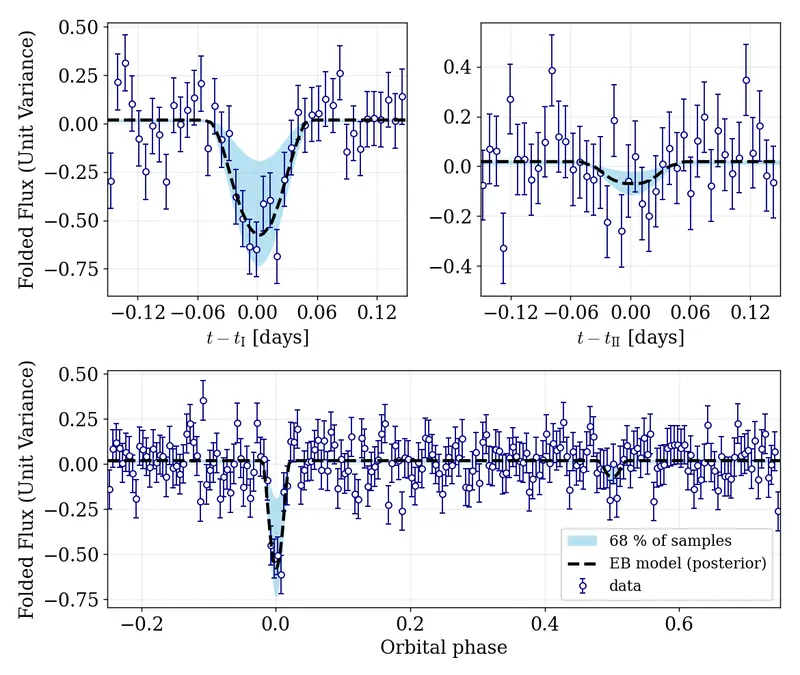 Folded Flux (Unit Variance)
0.50
0.25
0.00
−0.25
−0.50
−0.75
−0.12 −0.06 0.00 0.06 0.12
t − tI [days]
0.4
0.2
0.0
−0.2
−0.4
−0.12 −0.06 0.00 0.06 0.12
t − tII [days]
Folded Flux (Unit Variance)
0.50
0.25
0.00
−0.25
−0.50
−0.75
68 % of samples
EB model (posterior)
data
−0.2 0.0 0.2 0.4 0.6
Orbital phase